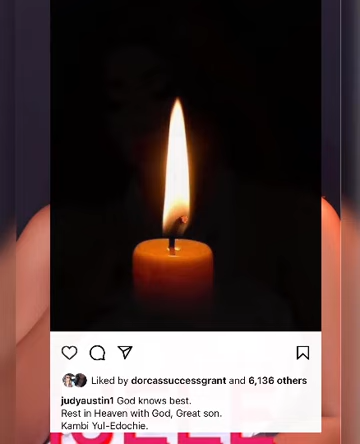 Liked by dorcassuccessgrant and 6,136 others
judyaustin1 God knows best.
Rest in Heaven with God, Great son.
Kambi Yul-Edochie.